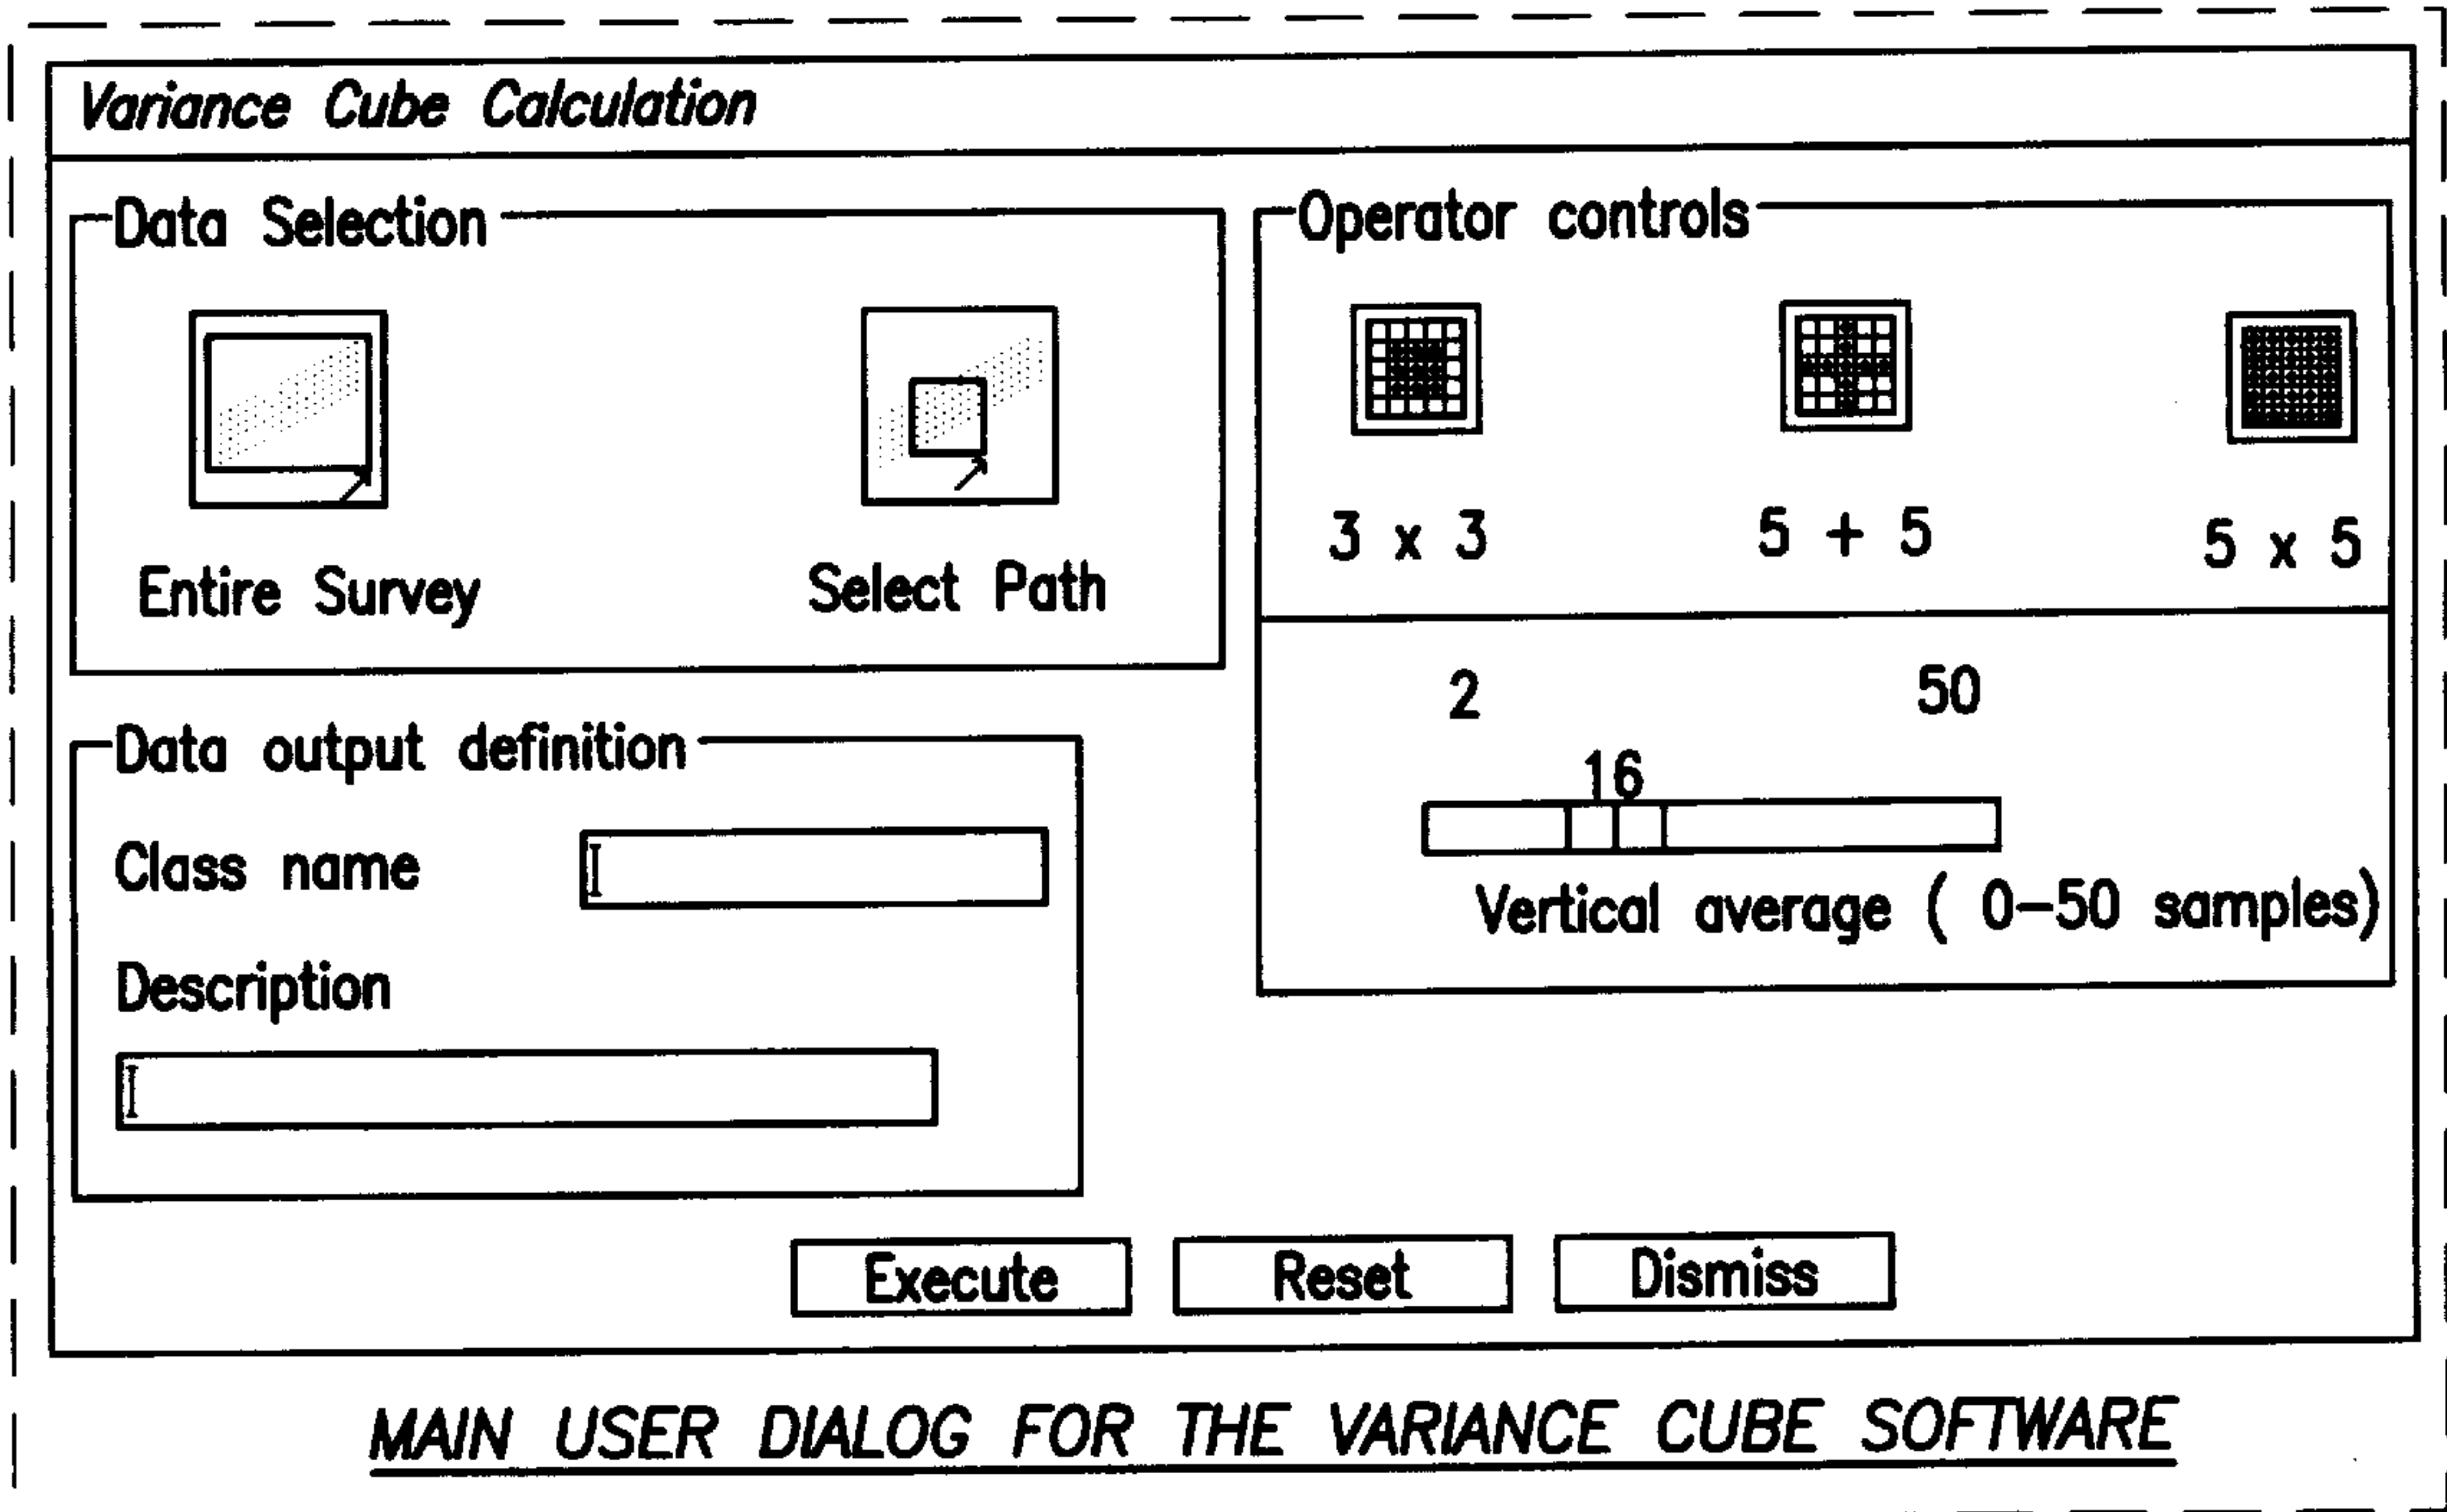 Variance Cube Calculation
Data Selection
Entire Survey
Select Path
Operator controls
3 x 3
5 + 5
5 x 5
2
50
16
Vertical average ( 0-50 samples)
Data output definition
Class name
Description
Execute
Reset
Dismiss
MAIN USER DIALOG FOR THE VARIANCE CUBE SOFTWARE